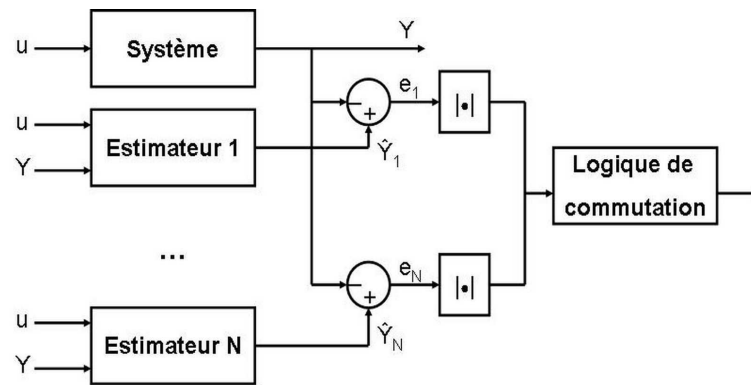 u
Système
Y
u
Y
Estimateur 1
−
+
e1
|•|
Ŷ1
Logique de
commutation
...
u
Y
Estimateur N
−
+
eN
|•|
ŶN